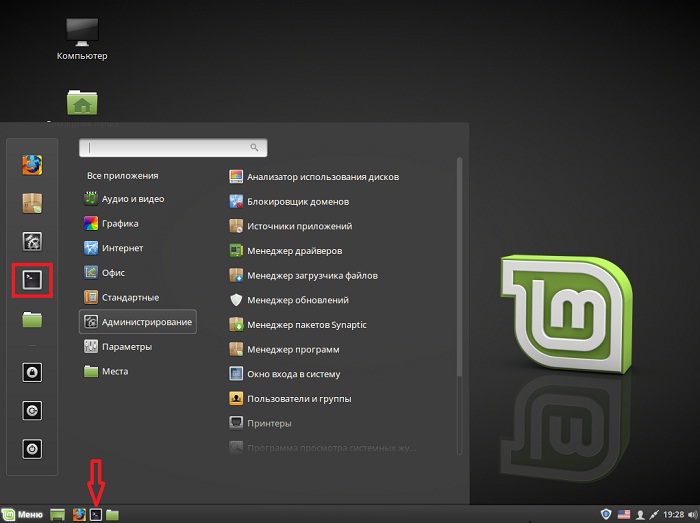 Компьютер
Все приложения
Аудио и видео
Графика
Интернет
Офис
Стандартные
Администрирование
Параметры
Места
Анализатор использования дисков
Блокировщик доменов
Источники приложений
Менеджер драйверов
Менеджер загрузчика файлов
Менеджер обновлений
Менеджер пакетов Synaptic
Менеджер программ
Окно входа в систему
Пользователи и группы
Принтеры
Программа просмотра системных жу...
Меню
19:28